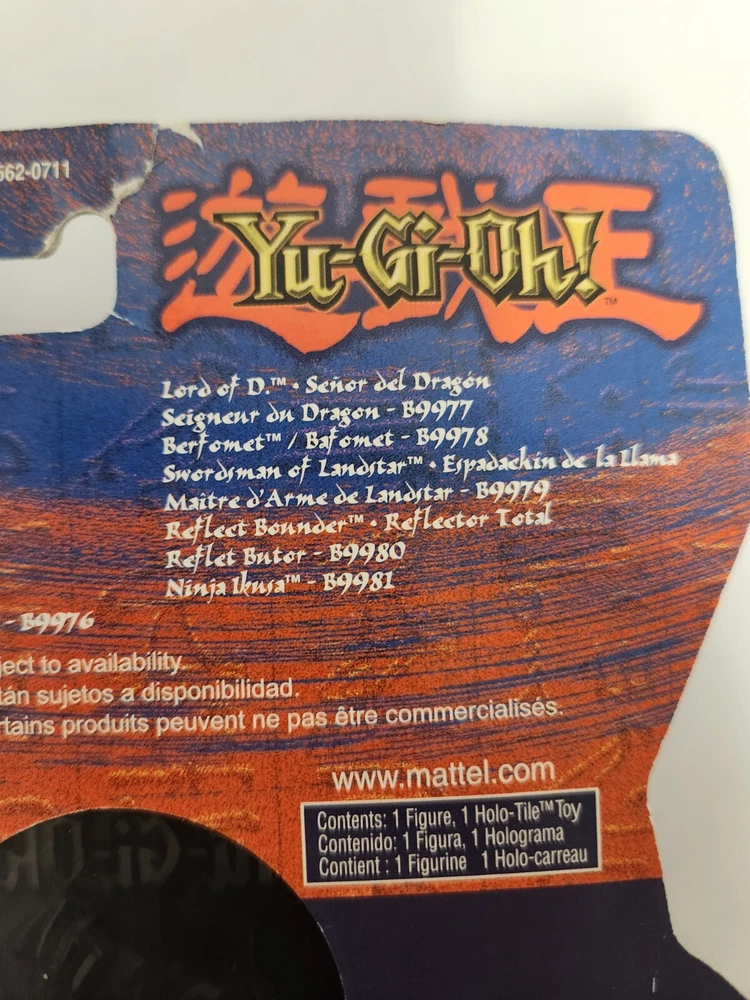 562-0711
遊戯王
Yu-Gi-Oh!™
Lord of D.™ · Señor del Dragón
Seigneur du Dragon - B9977
Berfomet™ / Bafomet - B9978
Swordsman of Landstar™ · Espadachín de la Llama
Maître d'Arme de Landstar - B9979
Reflect Bounder™ · Reflector Total
Reflet Butor - B9980
Ninja Ikusa™ - B9981
- B9976
ject to availability.
tán sujetos a disponibilidad.
rtains produits peuvent ne pas être commercialisés.
www.mattel.com
Contents: 1 Figure, 1 Holo-Tile™ Toy
Contenido: 1 Figura, 1 Holograma
Contient : 1 Figurine 1 Holo-carreau